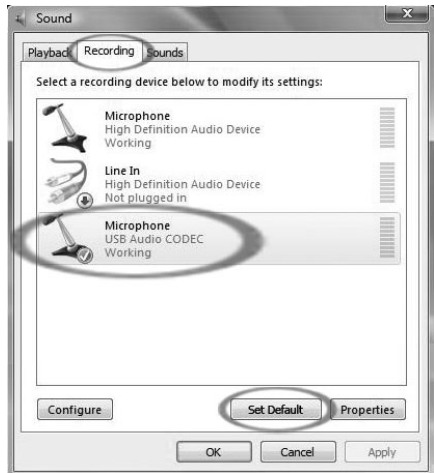 Sound
Playback Recording Sounds
Select a recording device below to modify its settings:
Microphone
High Definition Audio Device
Working
Line In
High Definition Audio Device
Not plugged in
Microphone
USB Audio CODEC
Working
Configure Set Default Properties
OK Cancel Apply